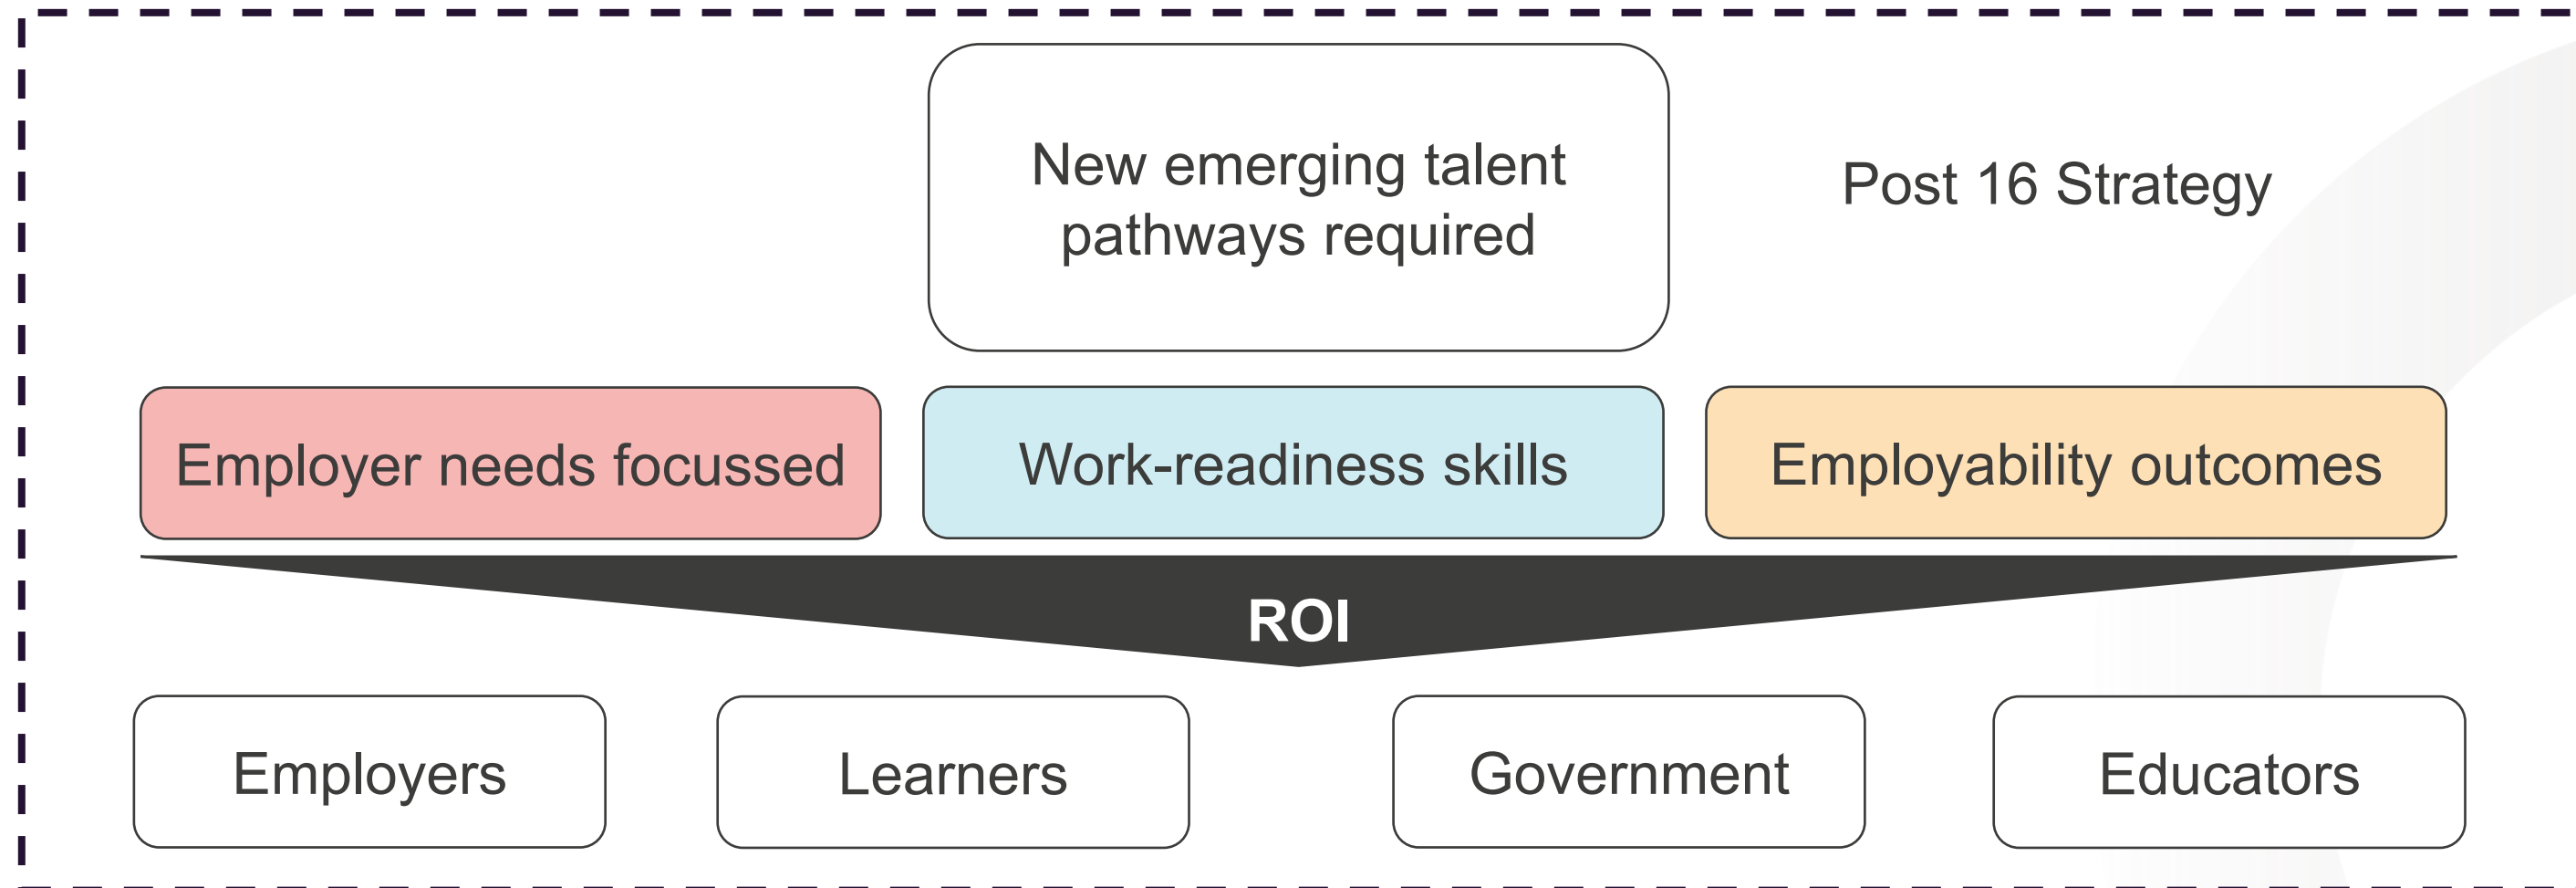 New emerging talent
pathways required
Post 16 Strategy
Employer needs focussed
Work-readiness skills
Employability outcomes
ROI
Employers
Learners
Government
Educators